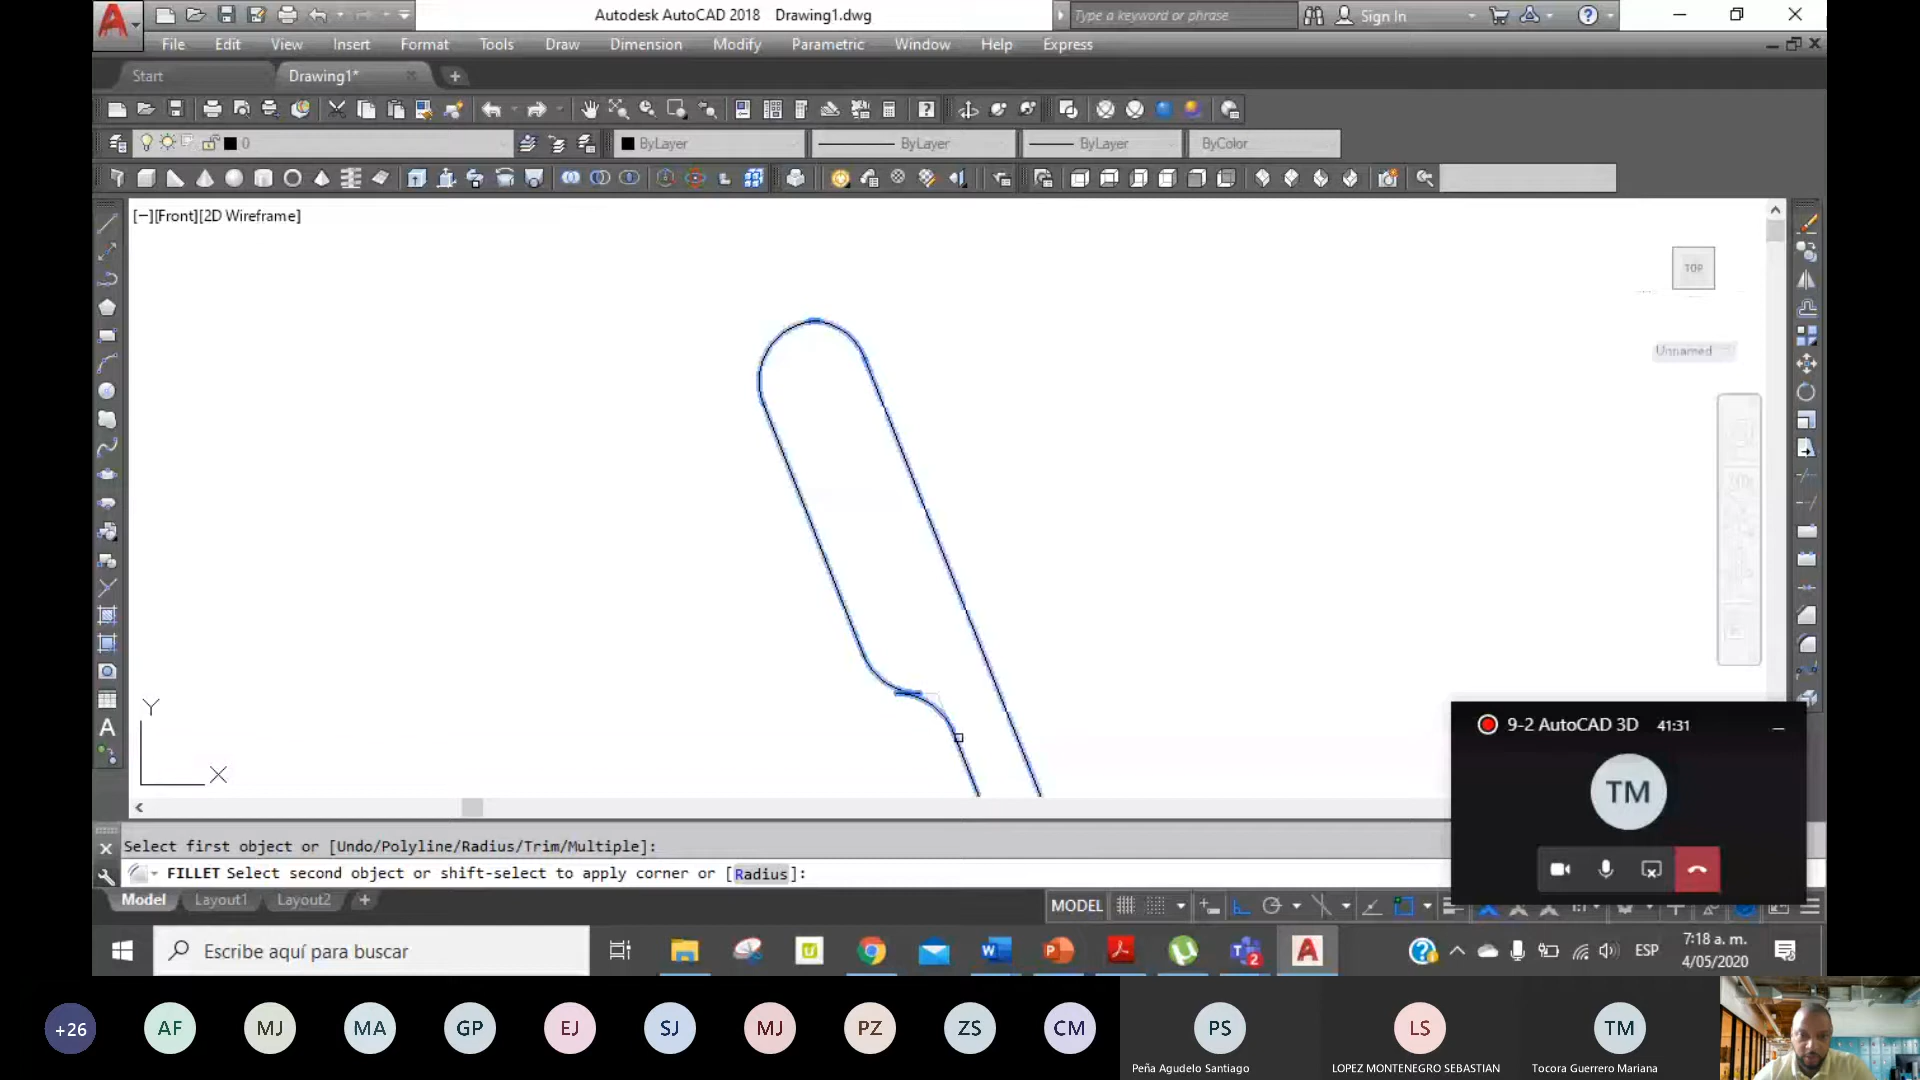 Autodesk AutoCAD 2018 Drawing1.dwg
Type a keyword or phrase
Sign In
File Edit View Insert Format Tools Draw Dimension Modify Parametric Window Help Express
Start Drawing1*
0 ByLayer ByLayer ByLayer ByColor
[−][Front][2D Wireframe]
TOP
Unnamed
Y
X
9-2 AutoCAD 3D 41:31
TM
Select first object or [Undo/Polyline/Radius/Trim/Multiple]:
FILLET Select second object or shift-select to apply corner or [Radius]:
Model Layout1 Layout2 +
MODEL
Escribe aquí para buscar
ESP
7:18 a. m.
4/05/2020
+26 AF MJ MA GP EJ SJ MJ PZ ZS CM PS LS TM
Peña Agudelo Santiago LOPEZ MONTENEGRO SEBASTIAN Tocora Guerrero Mariana